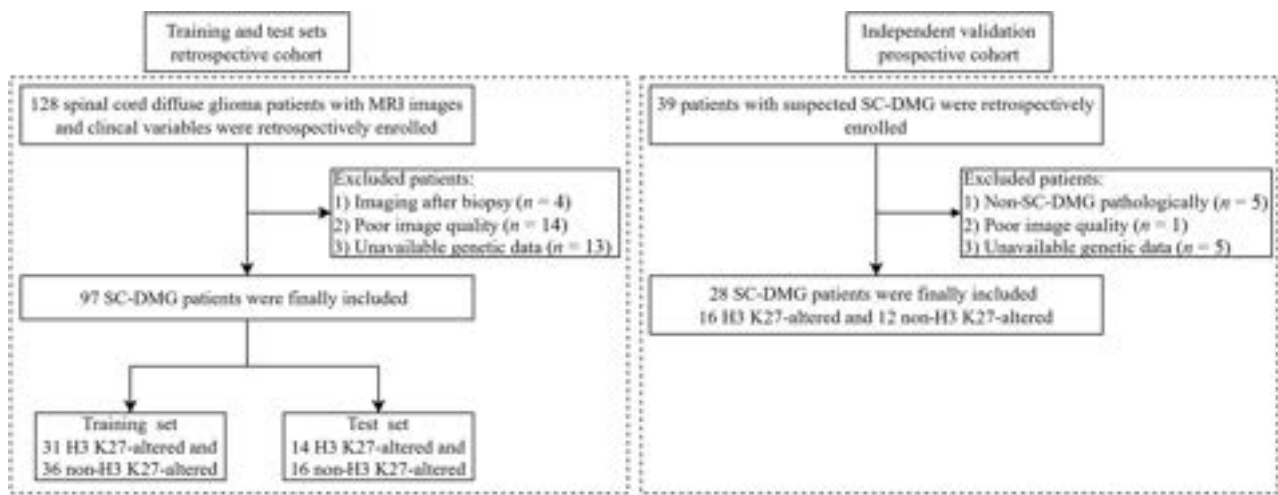 Training and test sets
retrospective cohort
128 spinal cord diffuse glioma patients with MRI images
and clincal variables were retrospectively enrolled
Excluded patients:
1) Imaging after biopsy (n = 4)
2) Poor image quality (n = 14)
3) Unavailable genetic data (n = 13)
97 SC-DMG patients were finally included
Training set
31 H3 K27-altered and
36 non-H3 K27-altered
Test set
14 H3 K27-altered and
16 non-H3 K27-altered
Independent validation
prospective cohort
39 patients with suspected SC-DMG were retrospectively
enrolled
Excluded patients:
1) Non-SC-DMG pathologically (n = 5)
2) Poor image quality (n = 1)
3) Unavailable genetic data (n = 5)
28 SC-DMG patients were finally included
16 H3 K27-altered and 12 non-H3 K27-altered